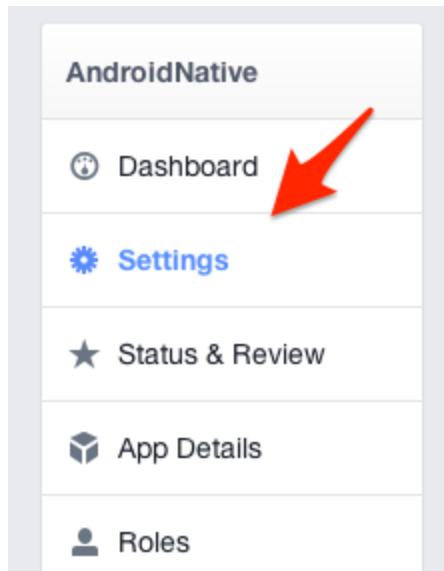 AndroidNative
Dashboard
Settings
Status & Review
App Details
Roles